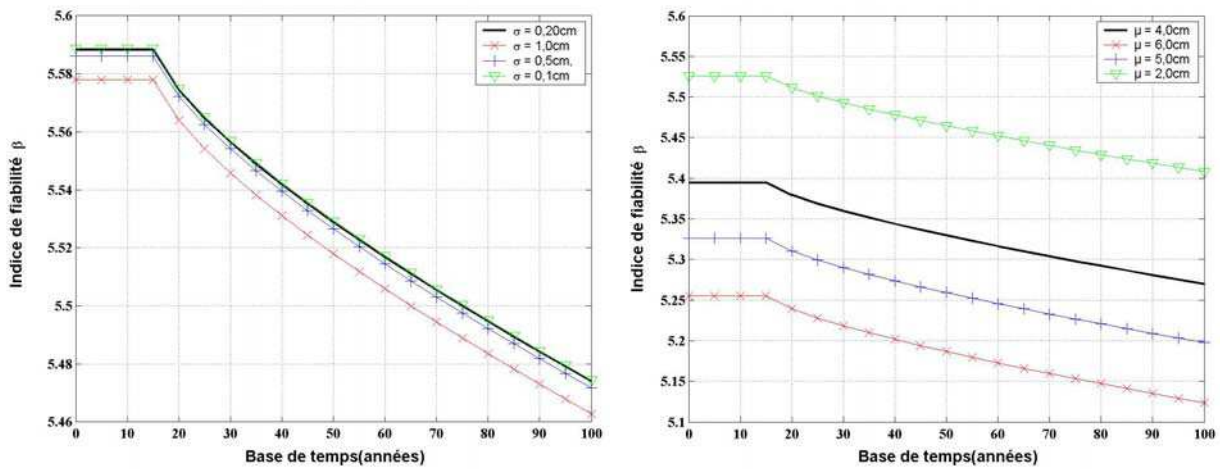 5.6
5.58
5.56
5.54
5.52
5.5
5.48
5.46
Indice de fiabilité β
σ = 0,20cm
σ = 1,0cm
σ = 0,5cm,
σ = 0,1cm
0 10 20 30 40 50 60 70 80 90 100
Base de temps(années)
5.6
5.55
5.5
5.45
5.4
5.35
5.3
5.25
5.2
5.15
5.1
Indice de fiabilité β
μ = 4,0cm
μ = 6,0cm
μ = 5,0cm
μ = 2,0cm
0 10 20 30 40 50 60 70 80 90 100
Base de temps(années)